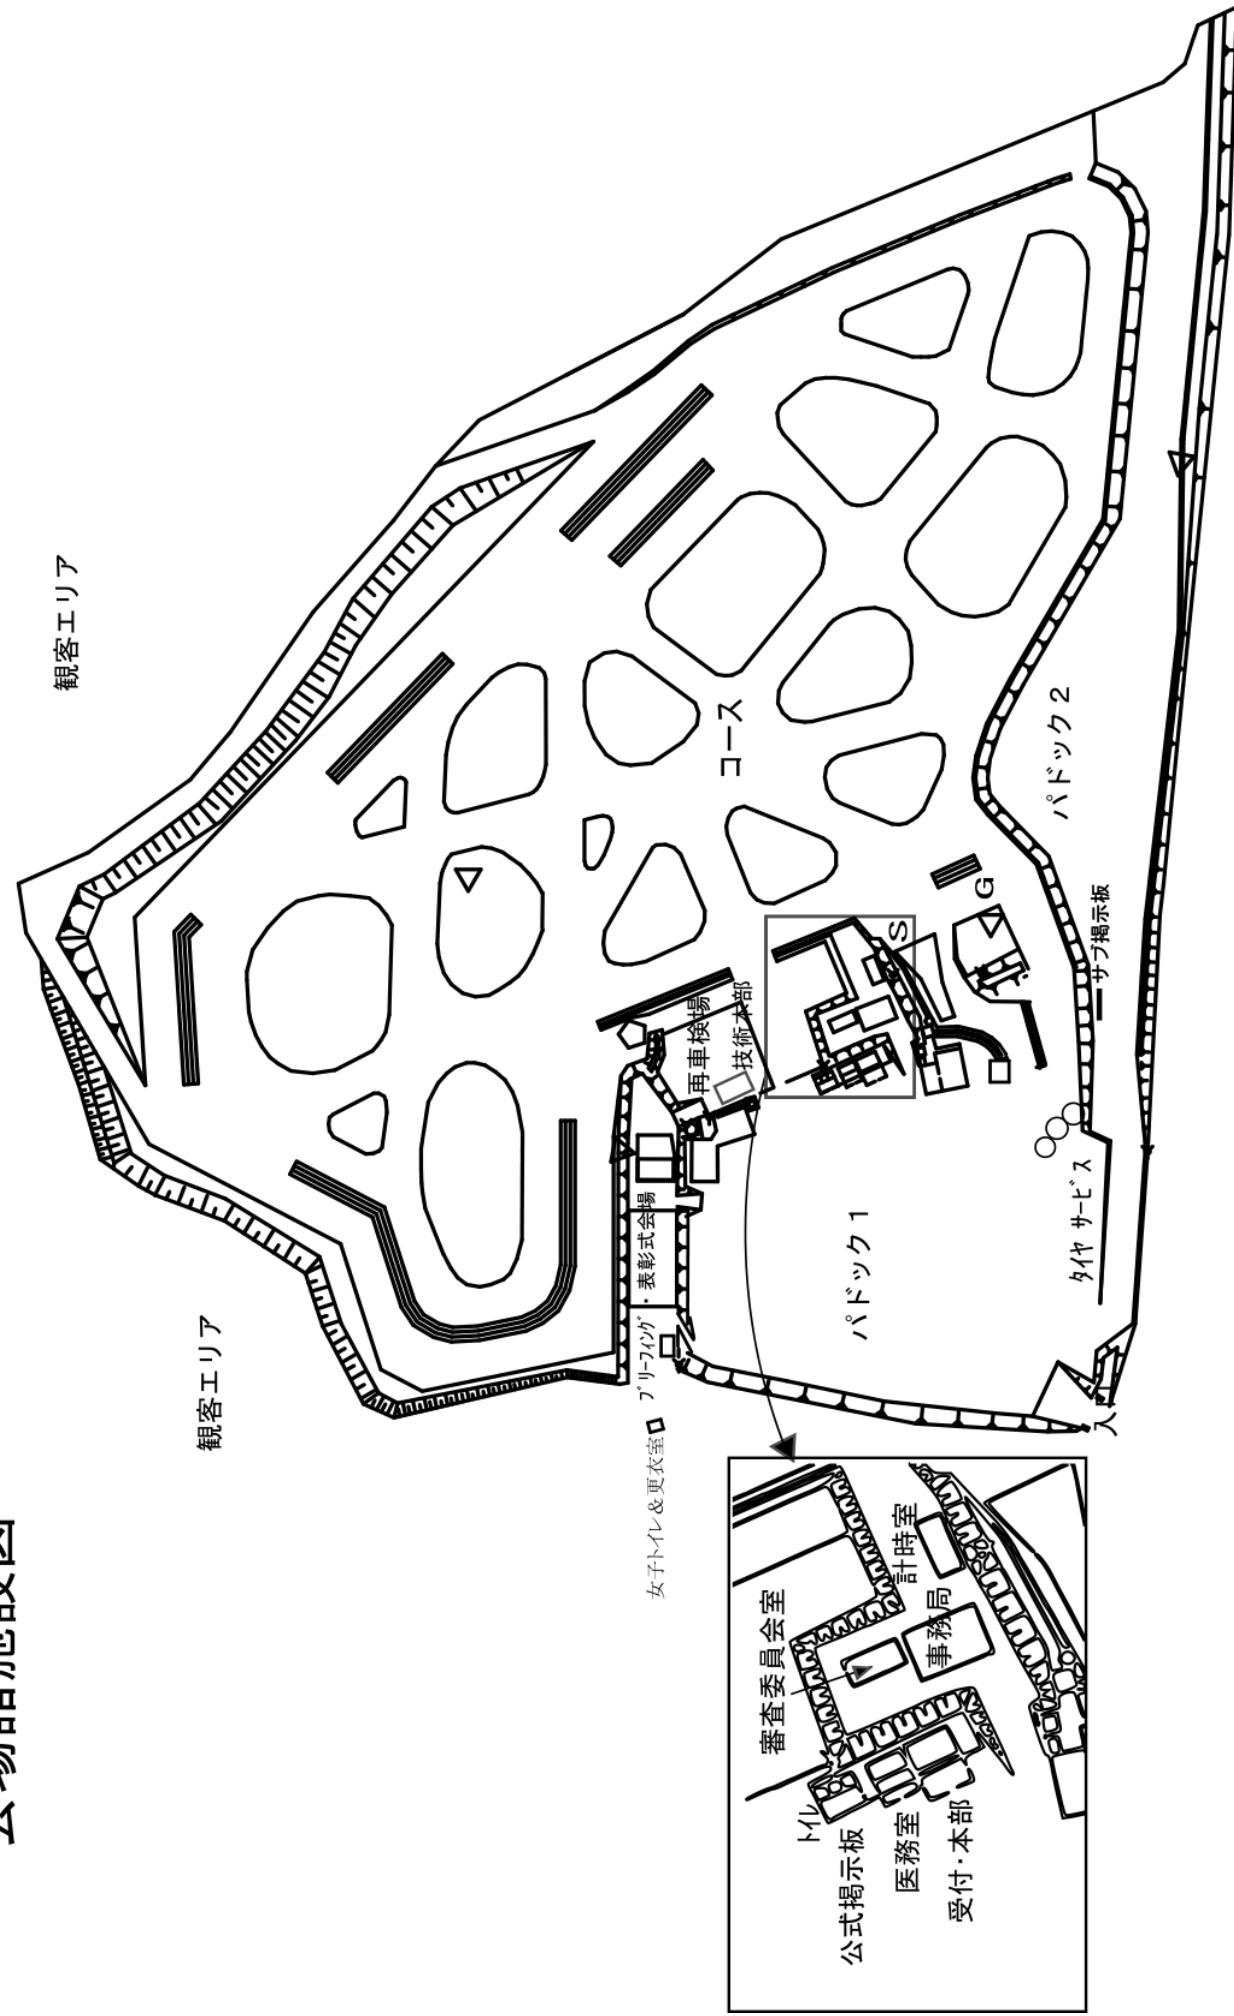 会場諸施設図
観客エリア
観客エリア
コース
パドック２
サブ掲示板
S
G
再車検場
技術本部
ﾌﾞﾘｰﾌｨﾝｸﾞ・表彰式会場
女子トイレ＆更衣室
パドック１
ﾀｲﾔ ｻｰﾋﾞｽ
入
審査委員会室
計時室
事務局
ﾄｲﾚ
公式掲示板
医務室
受付・本部